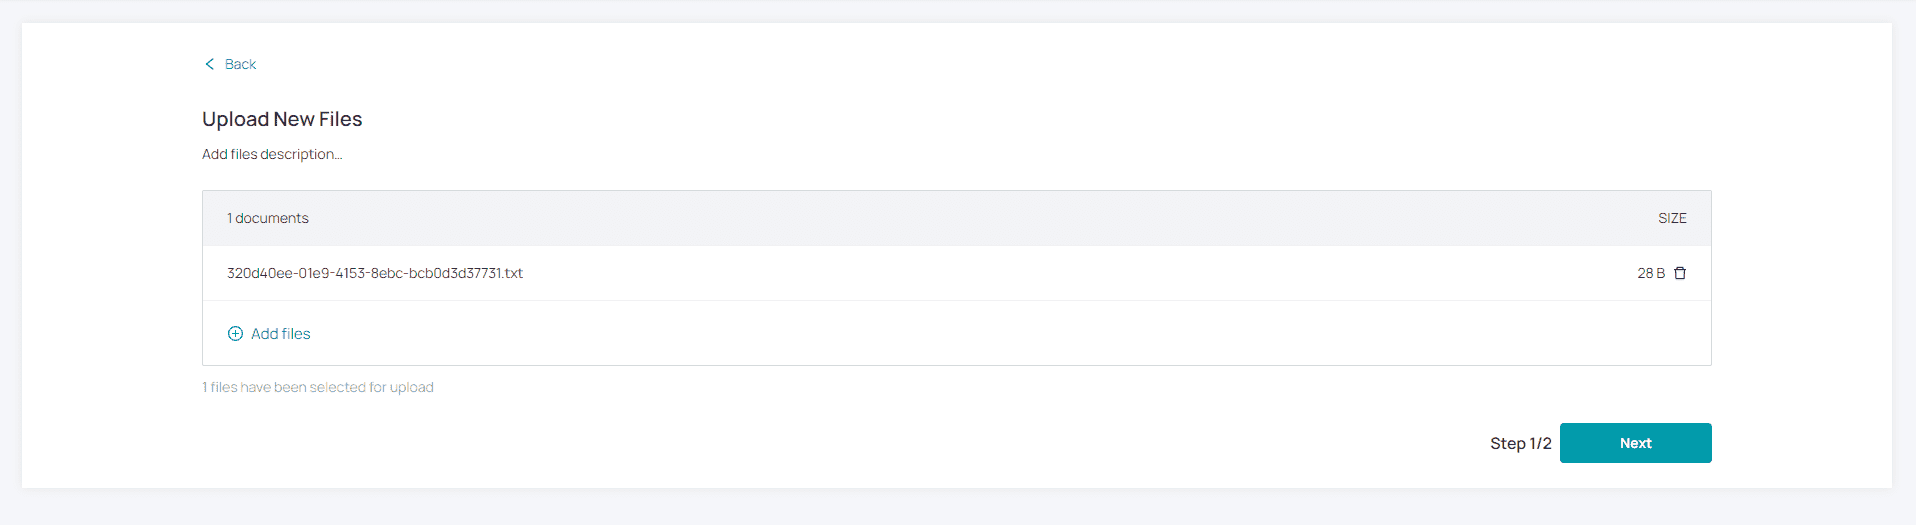 Back
Upload New Files
Add files description...
1 documents SIZE
320d40ee-01e9-4153-8ebc-bcb0d3d37731.txt 28 B
Add files
1 files have been selected for upload
Step 1/2 Next